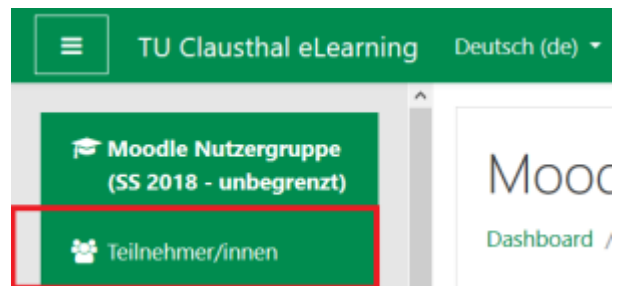 TU Clausthal eLearning Deutsch (de)
Moodle Nutzergruppe
(SS 2018 - unbegrenzt)
Teilnehmer/innen
Dashboard /